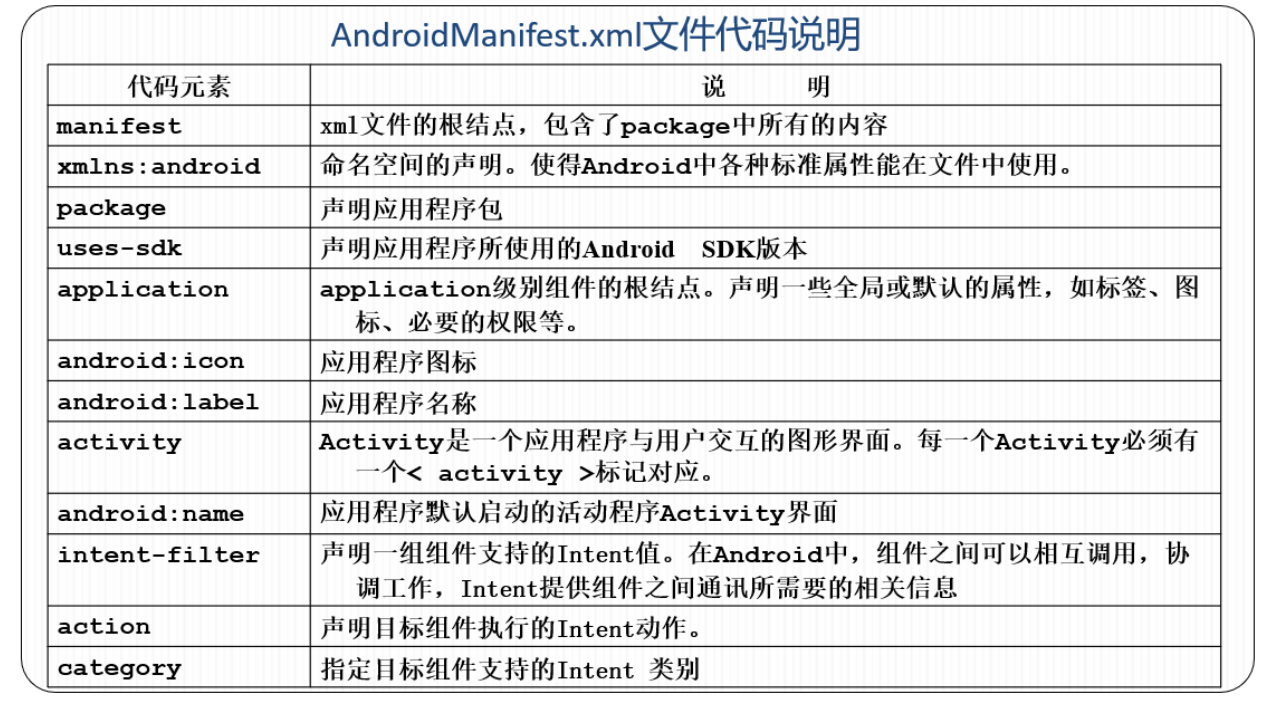 AndroidManifest.xml文件代码说明
代码元素 说 明
manifest xml文件的根结点，包含了package中所有的内容
xmlns:android 命名空间的声明。使得Android中各种标准属性能在文件中使用。
package 声明应用程序包
uses-sdk 声明应用程序所使用的Android SDK版本
application application级别组件的根结点。声明一些全局或默认的属性，如标签、图
标、必要的权限等。
android:icon 应用程序图标
android:label 应用程序名称
activity Activity是一个应用程序与用户交互的图形界面。每一个Activity必须有
一个< activity >标记对应。
android:name 应用程序默认启动的活动程序Activity界面
intent-filter 声明一组组件支持的Intent值。在Android中，组件之间可以相互调用，协
调工作，Intent提供组件之间通讯所需要的相关信息
action 声明目标组件执行的Intent动作。
category 指定目标组件支持的Intent 类别